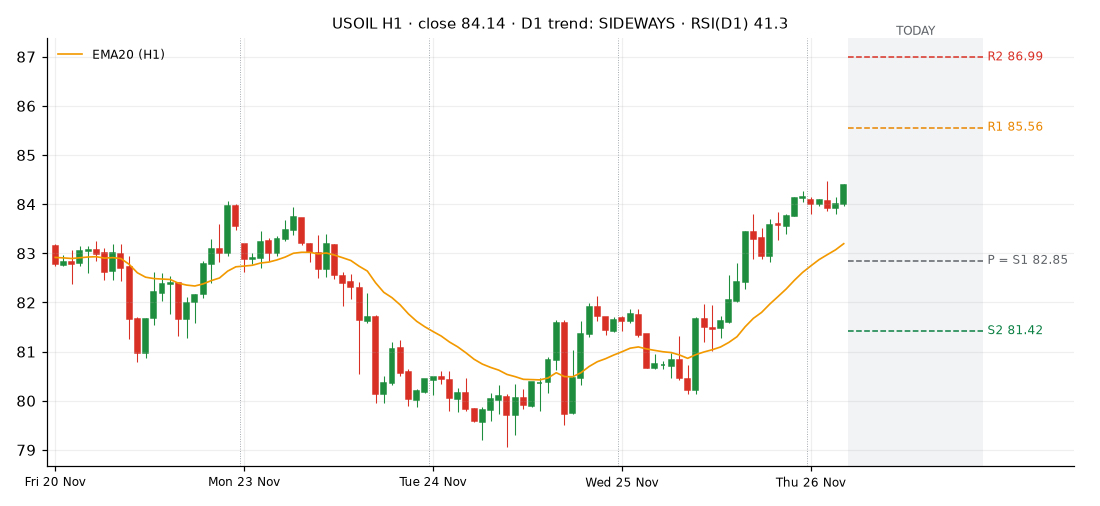 USOIL H1 · close 84.14 · D1 trend: SIDEWAYS · RSI(D1) 41.3
TODAY
EMA20 (H1)
87
86
85
84
83
82
81
80
79
R2 86.99
R1 85.56
P = S1 82.85
S2 81.42
Fri 20 Nov
Mon 23 Nov
Tue 24 Nov
Wed 25 Nov
Thu 26 Nov